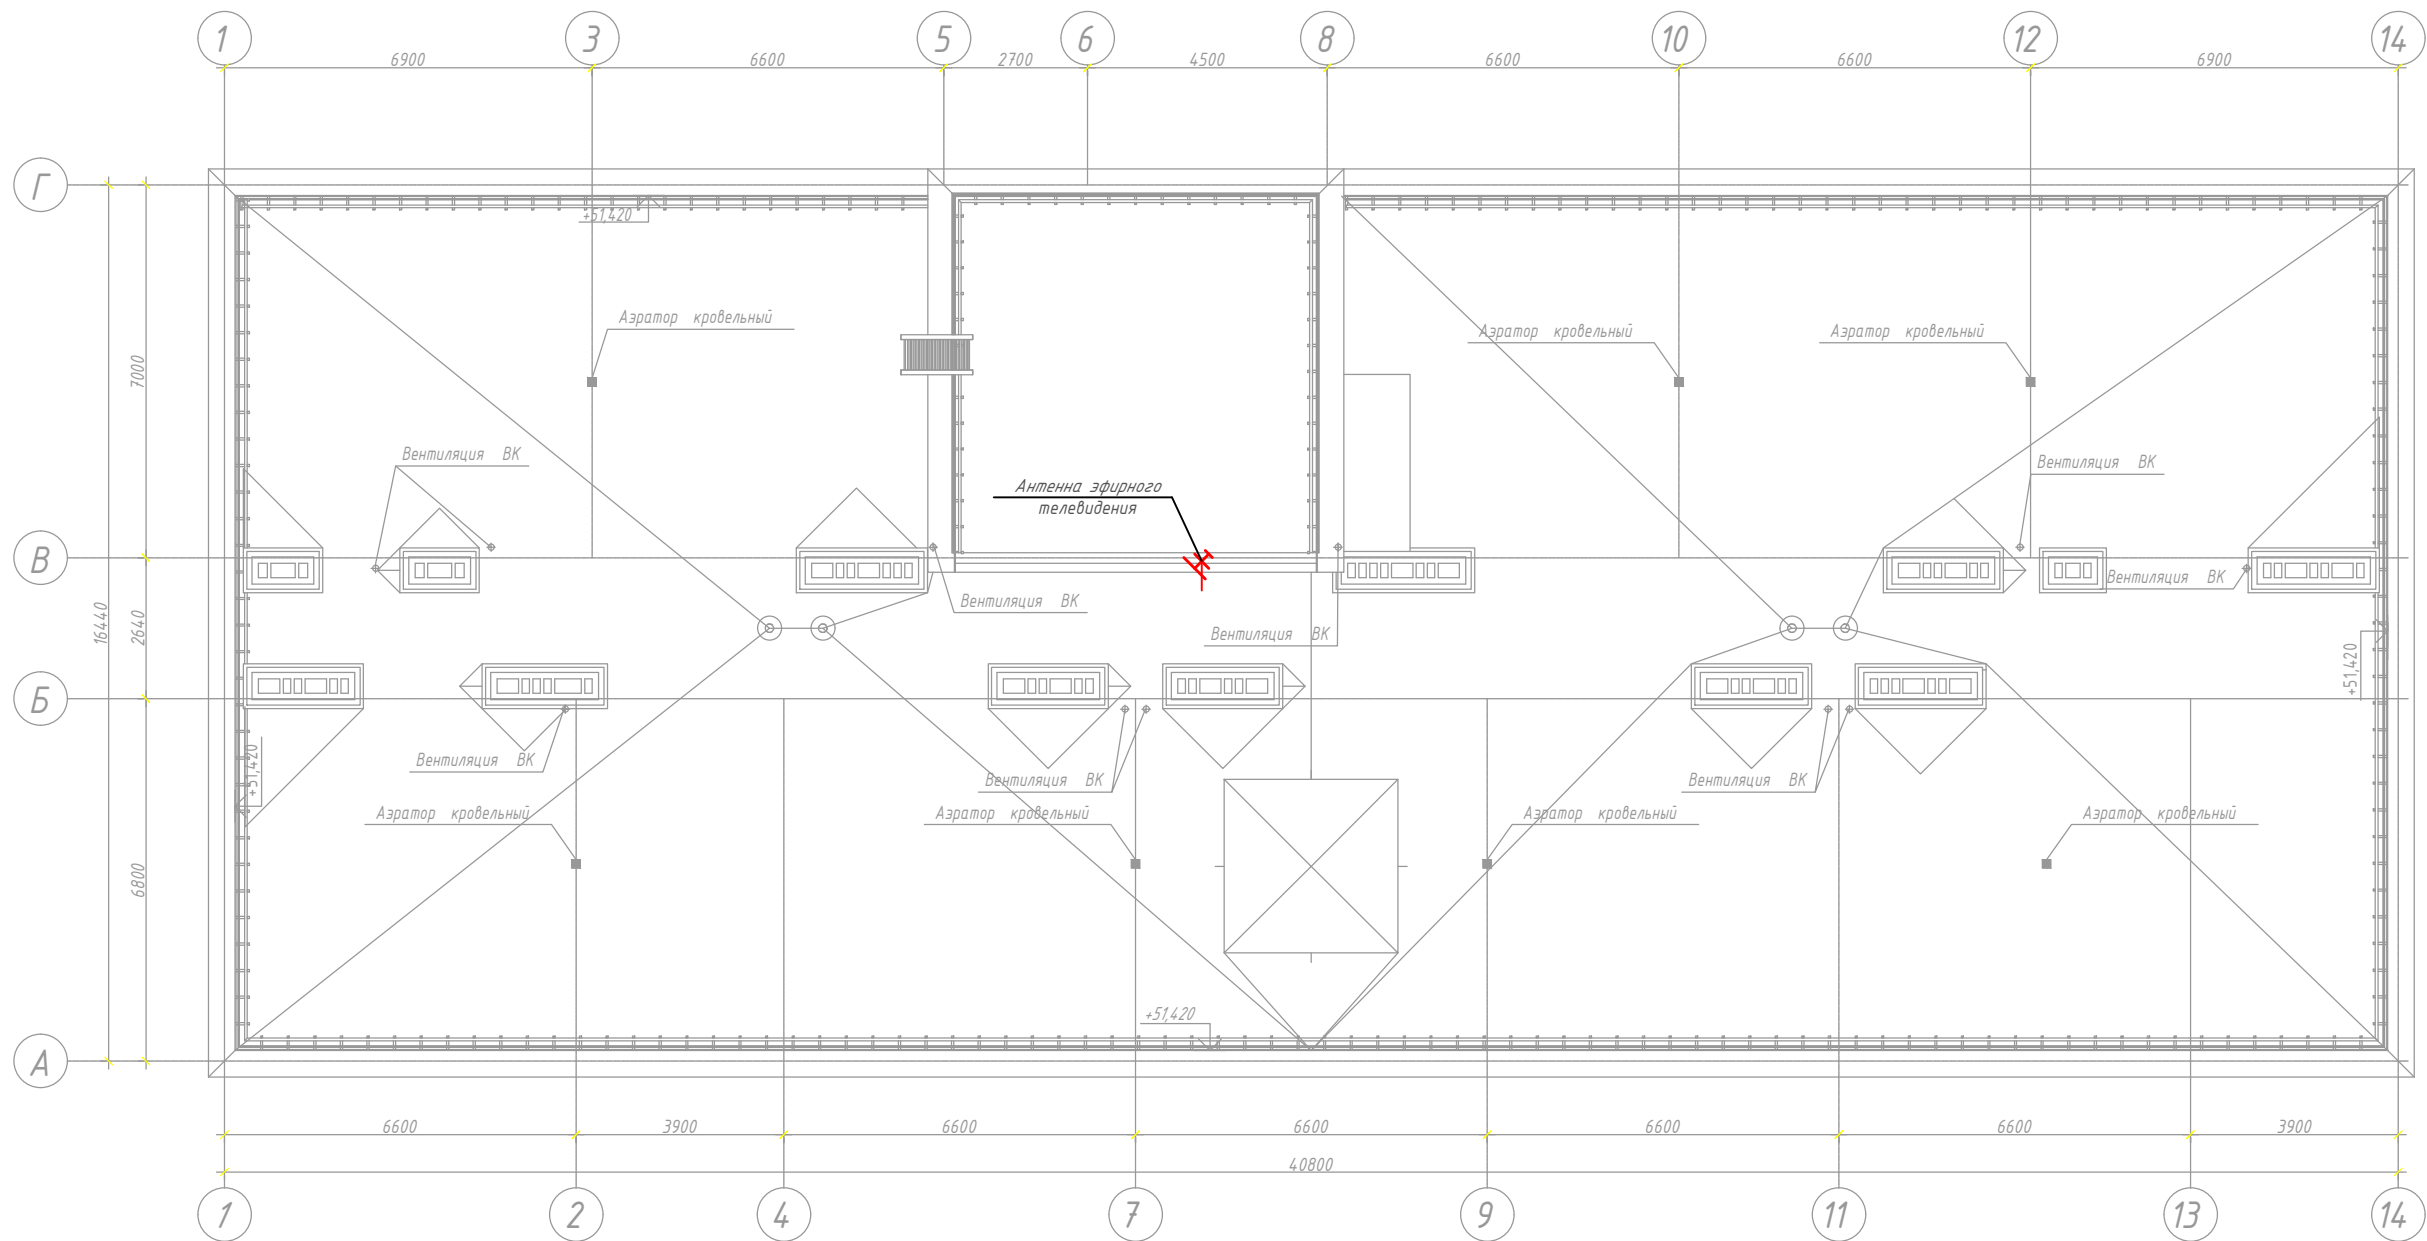 1 3 5 6 8 10 12 14
6900 6600 2700 4500 6600 6600 6900
Г
+51,420
Аэратор кровельный
Аэратор кровельный Аэратор кровельный
7000
Вентиляция ВК
Вентиляция ВК
Антенна эфирного
телевидения
В
Вентиляция ВК
Вентиляция ВК
Вентиляция ВК
16440
2640
+51,420
Б
+51,420
Вентиляция ВК
Вентиляция ВК
Вентиляция ВК
Аэратор кровельный Аэратор кровельный Аэратор кровельный Аэратор кровельный
6800
+51,420
А
6600 3900 6600 6600 6600 6600 3900
40800
1 2 4 7 9 11 13 14